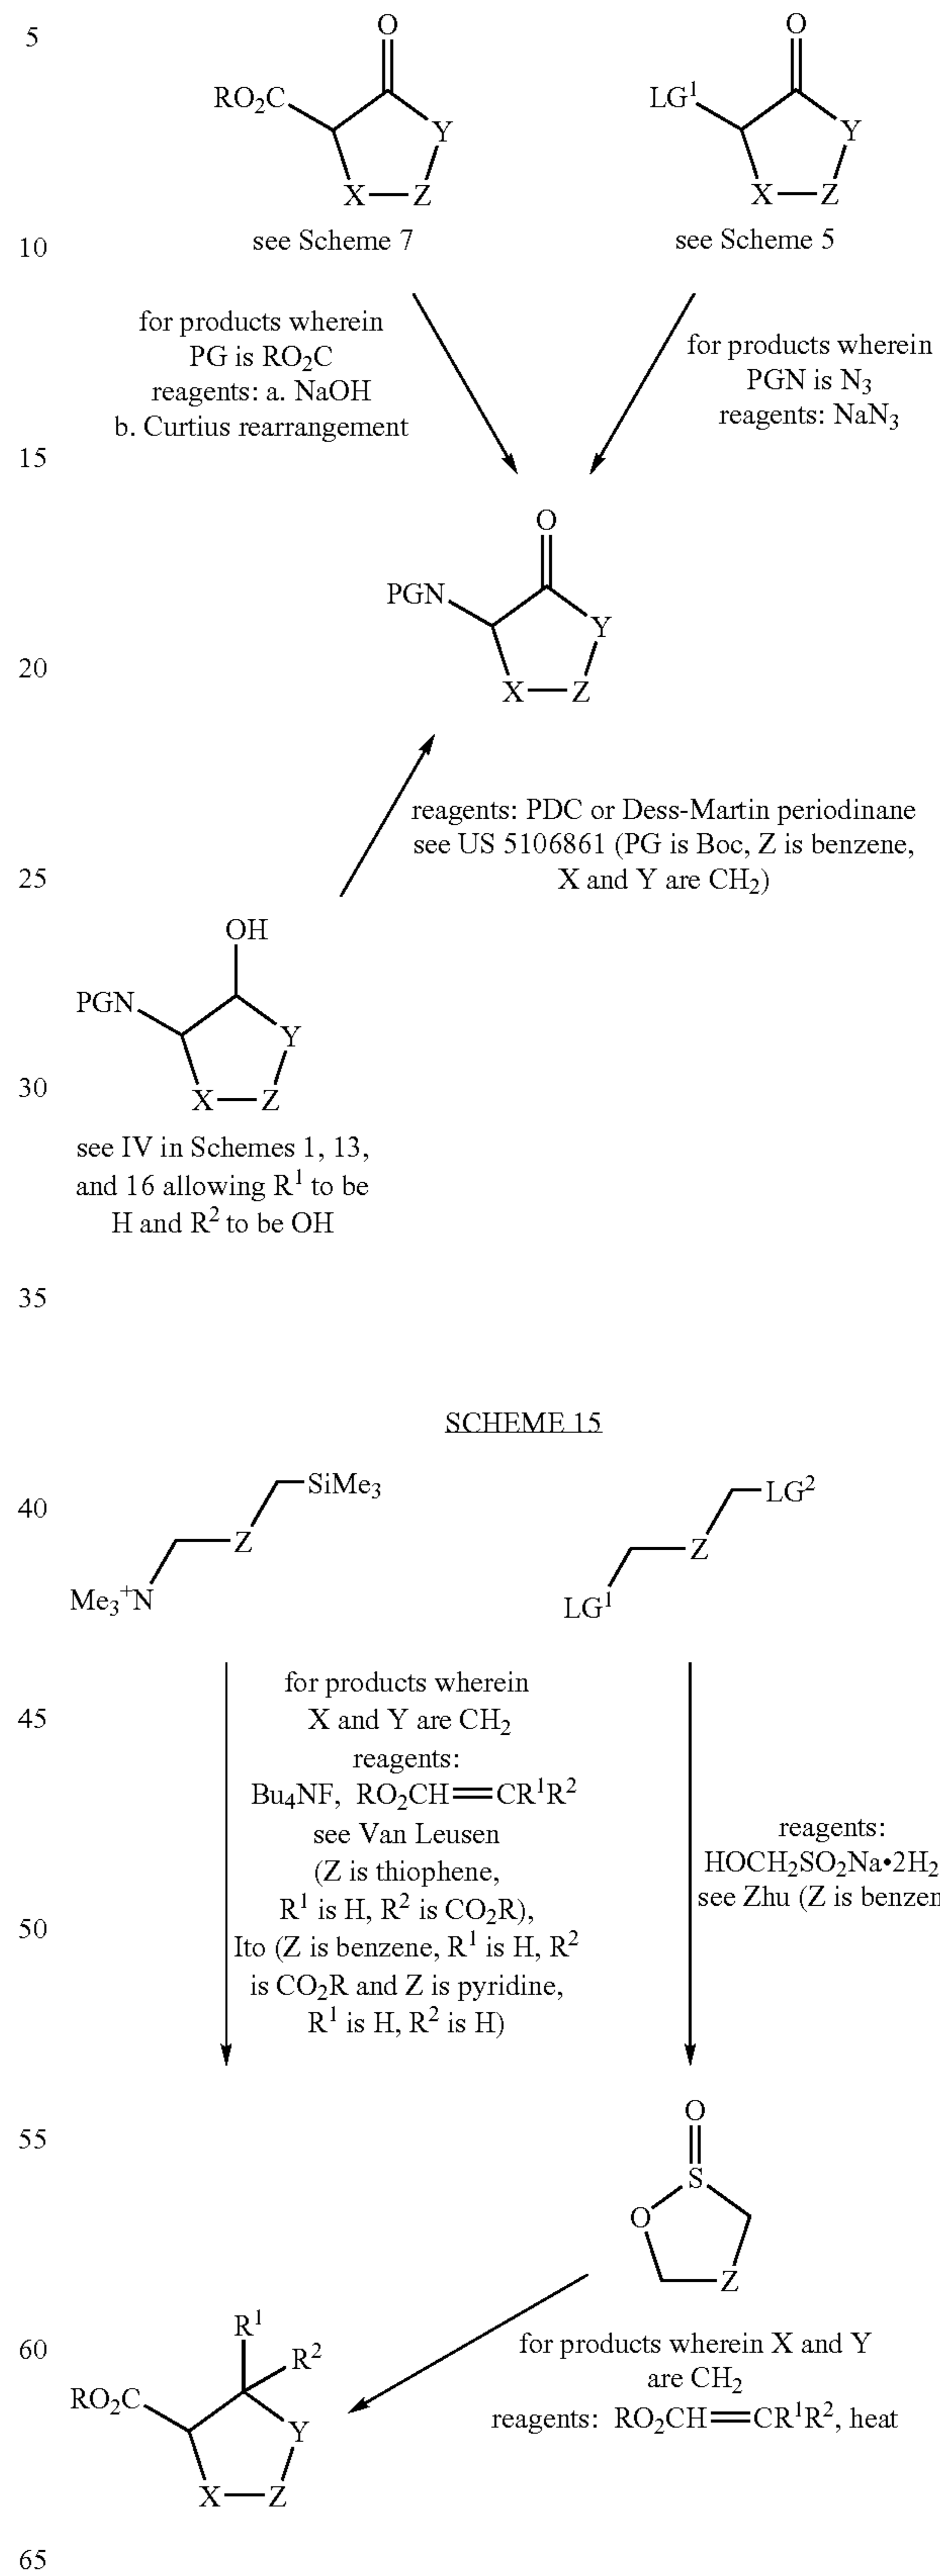 5
O
O
RO₂C
LG¹
Y
Y
X
Z
X
Z
see Scheme 7
see Scheme 5
10
for products wherein
PG is RO₂C
reagents: a. NaOH
b. Curtius rearrangement
for products wherein
PGN is N₃
reagents: NaN₃
15
O
PGN
Y
20
X
Z
reagents: PDC or Dess-Martin periodinane
see US 5106861 (PG is Boc, Z is benzene,
X and Y are CH₂)
25
OH
PGN
Y
30
X
Z
see IV in Schemes 1, 13,
and 16 allowing R¹ to be
H and R² to be OH
35
SCHEME 15
40
SiMe₃
LG²
Z
Z
Me₃⁺N
LG¹
45
for products wherein
X and Y are CH₂
reagents:
Bu₄NF, RO₂CH=CR¹R²
see Van Leusen
(Z is thiophene,
R¹ is H, R² is CO₂R),
Ito (Z is benzene, R¹ is H, R²
is CO₂R and Z is pyridine,
R¹ is H, R² is H)
50
reagents:
HOCH₂SO₂Na•2H₂
see Zhu (Z is benzen
55
O
S
O
Z
60
for products wherein X and Y
are CH₂
reagents: RO₂CH=CR¹R², heat
R¹
R²
RO₂C
Y
X
Z
65